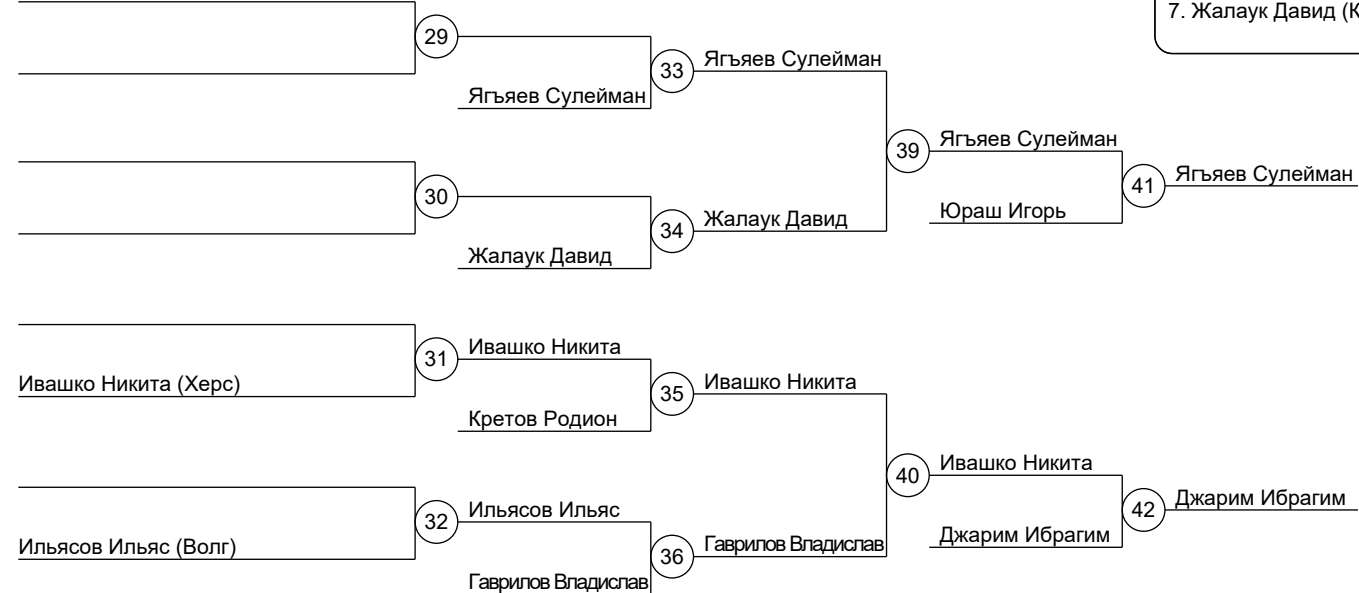 7. Жалаук Давид (К
29
Ягъяев Сулейман
33
Ягъяев Сулейман
39
Ягъяев Сулейман
41
Ягъяев Сулейман
Юраш Игорь
30
Жалаук Давид
34
Жалаук Давид
31
Ивашко Никита
Ивашко Никита (Херс)
35
Ивашко Никита
Кретов Родион
40
Ивашко Никита
42
Джарим Ибрагим
Джарим Ибрагим
32
Ильясов Ильяс
Ильясов Ильяс (Волг)
36
Гаврилов Владислав
Гаврилов Владислав